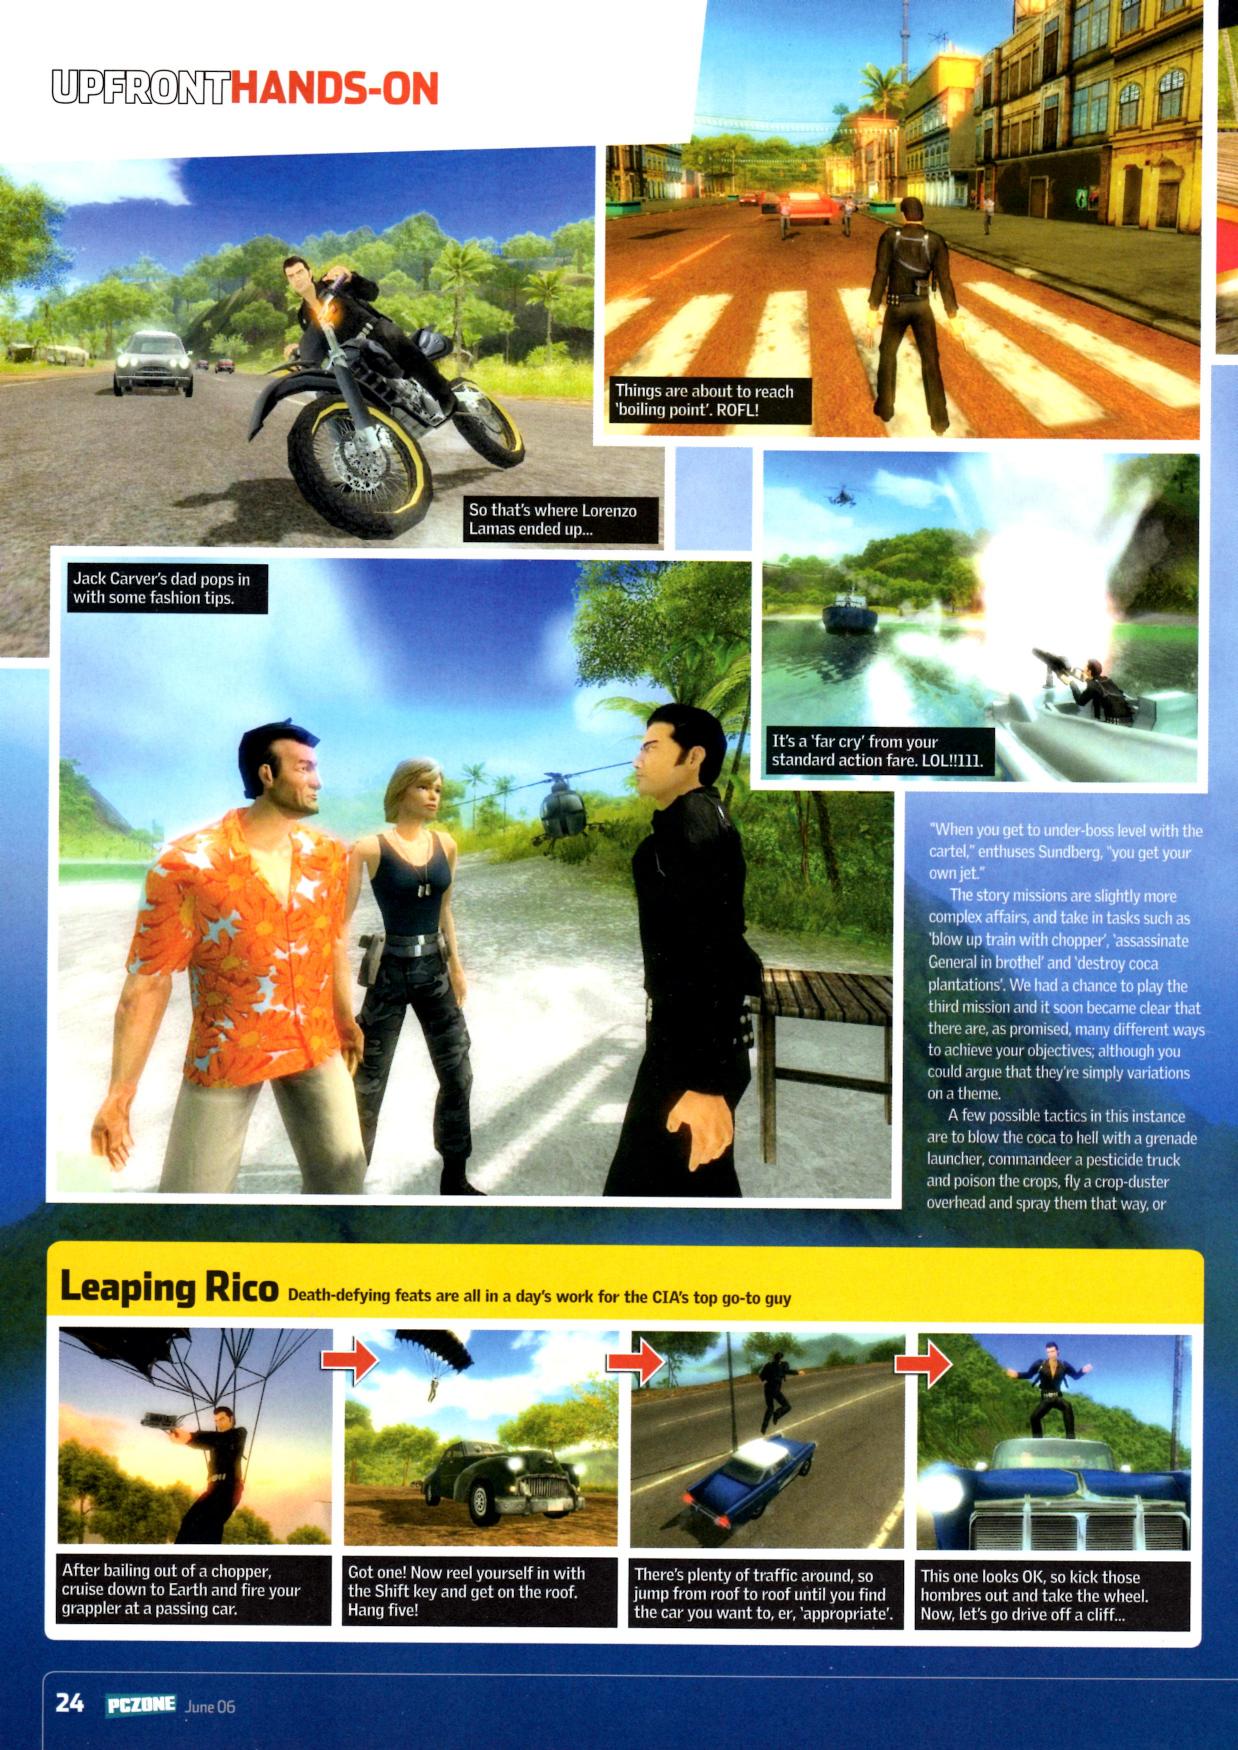 UPFRONTHANDS-ON
Things are about to reach
'boiling point'. ROFL!
So that's where Lorenzo
Lamas ended up...
Jack Carver's dad pops in
with some fashion tips.
It's a 'far cry' from your
standard action fare. LOL!!111.
"When you get to under-boss level with the
cartel," enthuses Sundberg, "you get your
own jet."
The story missions are slightly more
complex affairs, and take in tasks such as
'blow up train with chopper', 'assassinate
General in brothel' and 'destroy coca
plantations'. We had a chance to play the
third mission and it soon became clear that
there are, as promised, many different ways
to achieve your objectives; although you
could argue that they're simply variations
on a theme.
A few possible tactics in this instance
are to blow the coca to hell with a grenade
launcher, commandeer a pesticide truck
and poison the crops, fly a crop-duster
overhead and spray them that way, or
Leaping Rico Death-defying feats are all in a day's work for the CIA's top go-to guy
After bailing out of a chopper,
cruise down to Earth and fire your
grappler at a passing car.
Got one! Now reel yourself in with
the Shift key and get on the roof.
Hang five!
There's plenty of traffic around, so
jump from roof to roof until you find
the car you want to, er, 'appropriate'.
This one looks OK, so kick those
hombres out and take the wheel.
Now, let's go drive off a cliff...
24 PCZONE June 06